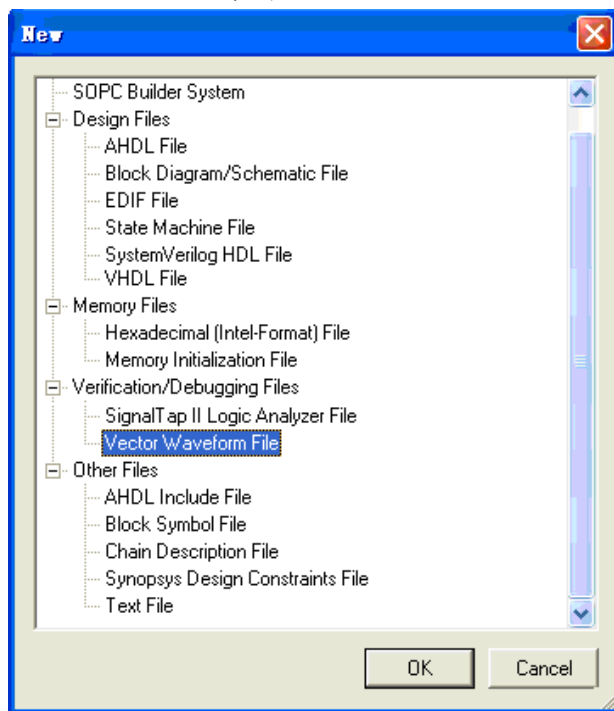 New
SOPC Builder System
Design Files
AHDL File
Block Diagram/Schematic File
EDIF File
State Machine File
SystemVerilog HDL File
VHDL File
Memory Files
Hexadecimal (Intel-Format) File
Memory Initialization File
Verification/Debugging Files
SignalTap II Logic Analyzer File
Vector Waveform File
Other Files
AHDL Include File
Block Symbol File
Chain Description File
Synopsys Design Constraints File
Text File
OK Cancel